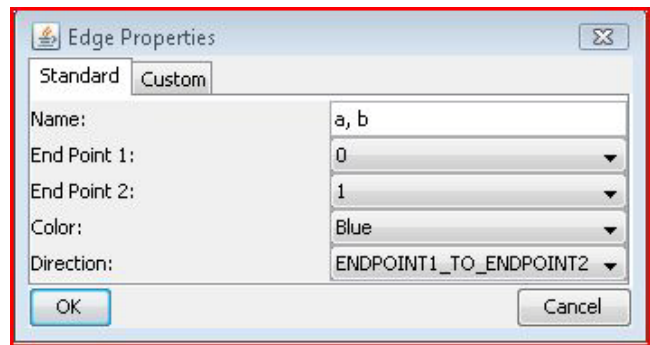 Edge Properties
Standard Custom
Name: a, b
End Point 1: 0
End Point 2: 1
Color: Blue
Direction: ENDPOINT1_TO_ENDPOINT2
OK Cancel